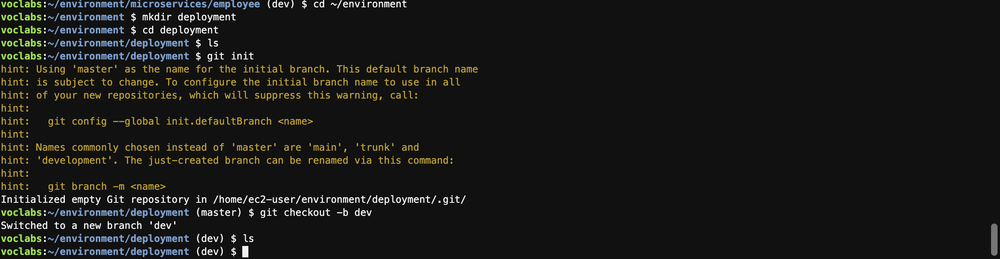 voclabs:~/environment/microservices/employee (dev) $ cd ~/environment
voclabs:~/environment $ mkdir deployment
voclabs:~/environment $ cd deployment
voclabs:~/environment/deployment $ ls
voclabs:~/environment/deployment $ git init
hint: Using 'master' as the name for the initial branch. This default branch name
hint: is subject to change. To configure the initial branch name to use in all
hint: of your new repositories, which will suppress this warning, call:
hint:
hint:   git config --global init.defaultBranch <name>
hint:
hint: Names commonly chosen instead of 'master' are 'main', 'trunk' and
hint: 'development'. The just-created branch can be renamed via this command:
hint:
hint:   git branch -m <name>
Initialized empty Git repository in /home/ec2-user/environment/deployment/.git/
voclabs:~/environment/deployment (master) $ git checkout -b dev
Switched to a new branch 'dev'
voclabs:~/environment/deployment (dev) $ ls
voclabs:~/environment/deployment (dev) $